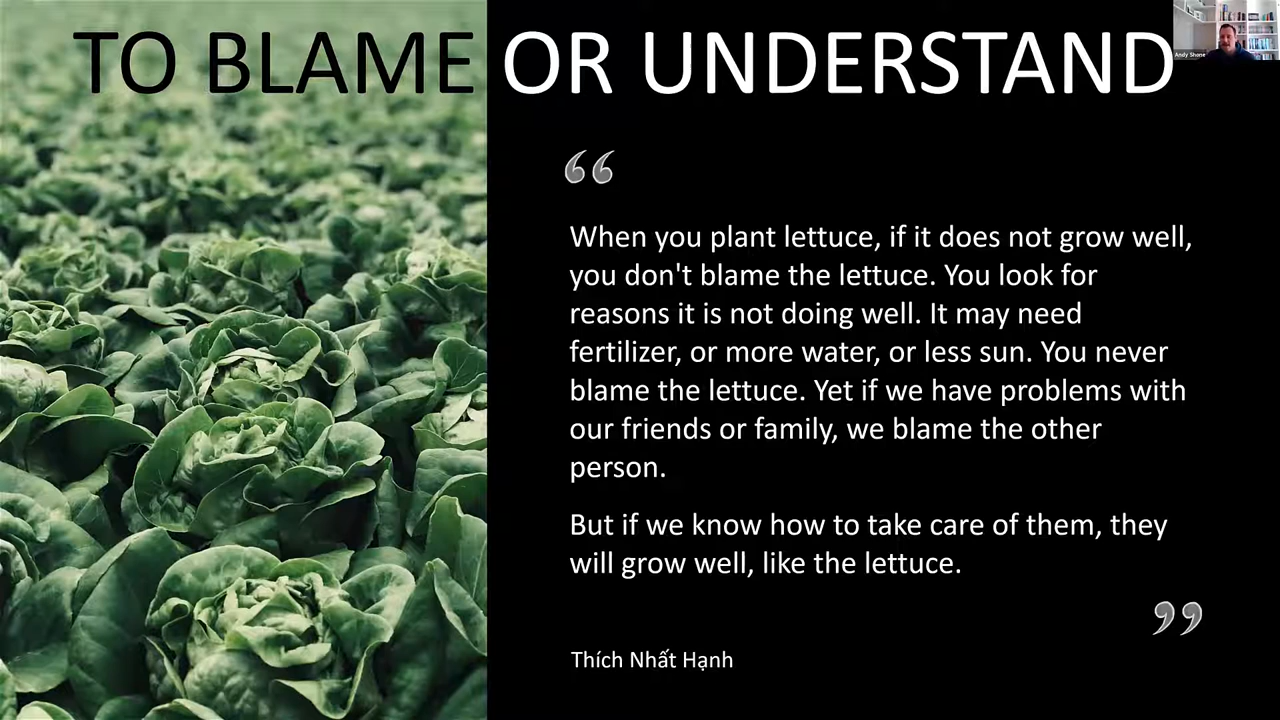 TO BLAME OR UNDERSTAND
Andy Shone
“
When you plant lettuce, if it does not grow well,
you don't blame the lettuce. You look for
reasons it is not doing well. It may need
fertilizer, or more water, or less sun. You never
blame the lettuce. Yet if we have problems with
our friends or family, we blame the other
person.
But if we know how to take care of them, they
will grow well, like the lettuce.
”
Thích Nhất Hạnh